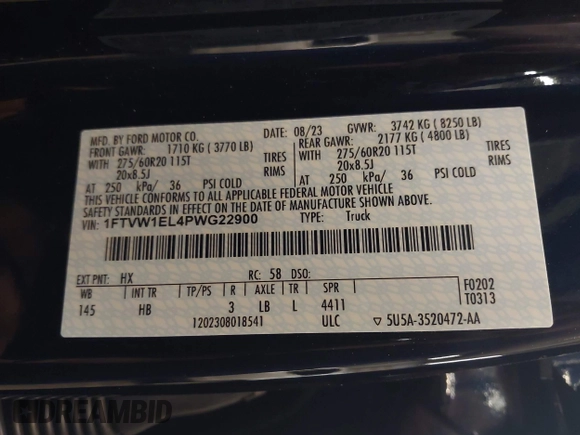 MFD. BY FORD MOTOR CO. DATE: 08/23 GVWR: 3742 KG ( 8250 LB)
FRONT GAWR: 1710 KG ( 3770 LB) REAR GAWR: 2177 KG ( 4800 LB)
WITH 275/60R20 115T TIRES WITH 275/60R20 115T TIRES
20x8.5J RIMS 20x8.5J RIMS
AT 250 kPa/ 36 PSI COLD AT 250 kPa/ 36 PSI COLD
THIS VEHICLE CONFORMS TO ALL APPLICABLE FEDERAL MOTOR VEHICLE
SAFETY STANDARDS IN EFFECT ON THE DATE OF MANUFACTURE SHOWN ABOVE.
VIN: 1FTVW1EL4PWG22900 TYPE: Truck
EXT PNT: HX RC: 58 DSO:
WB INT TR TP/PS R AXLE TR SPR F0202
145 HB 3 LB L 4411 T0313
1202308018541 ULC ▽ 5U5A-3520472-AA
DREAMBID